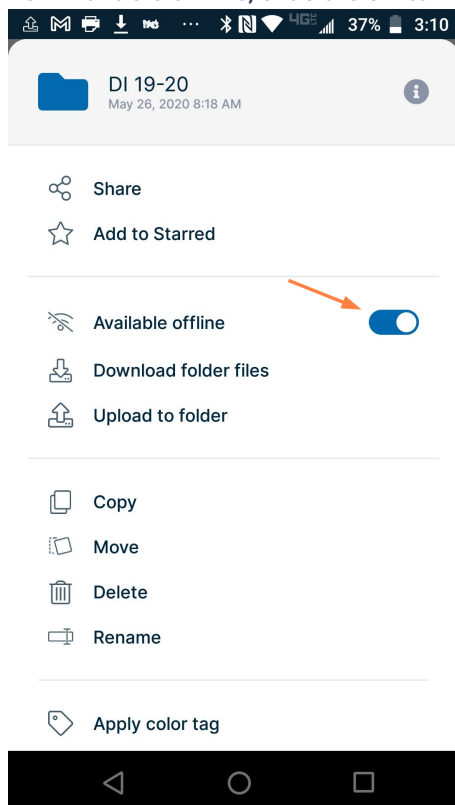 4G 37% 3:10
DI 19-20
May 26, 2020 8:18 AM
Share
Add to Starred
Available offline
Download folder files
Upload to folder
Copy
Move
Delete
Rename
Apply color tag